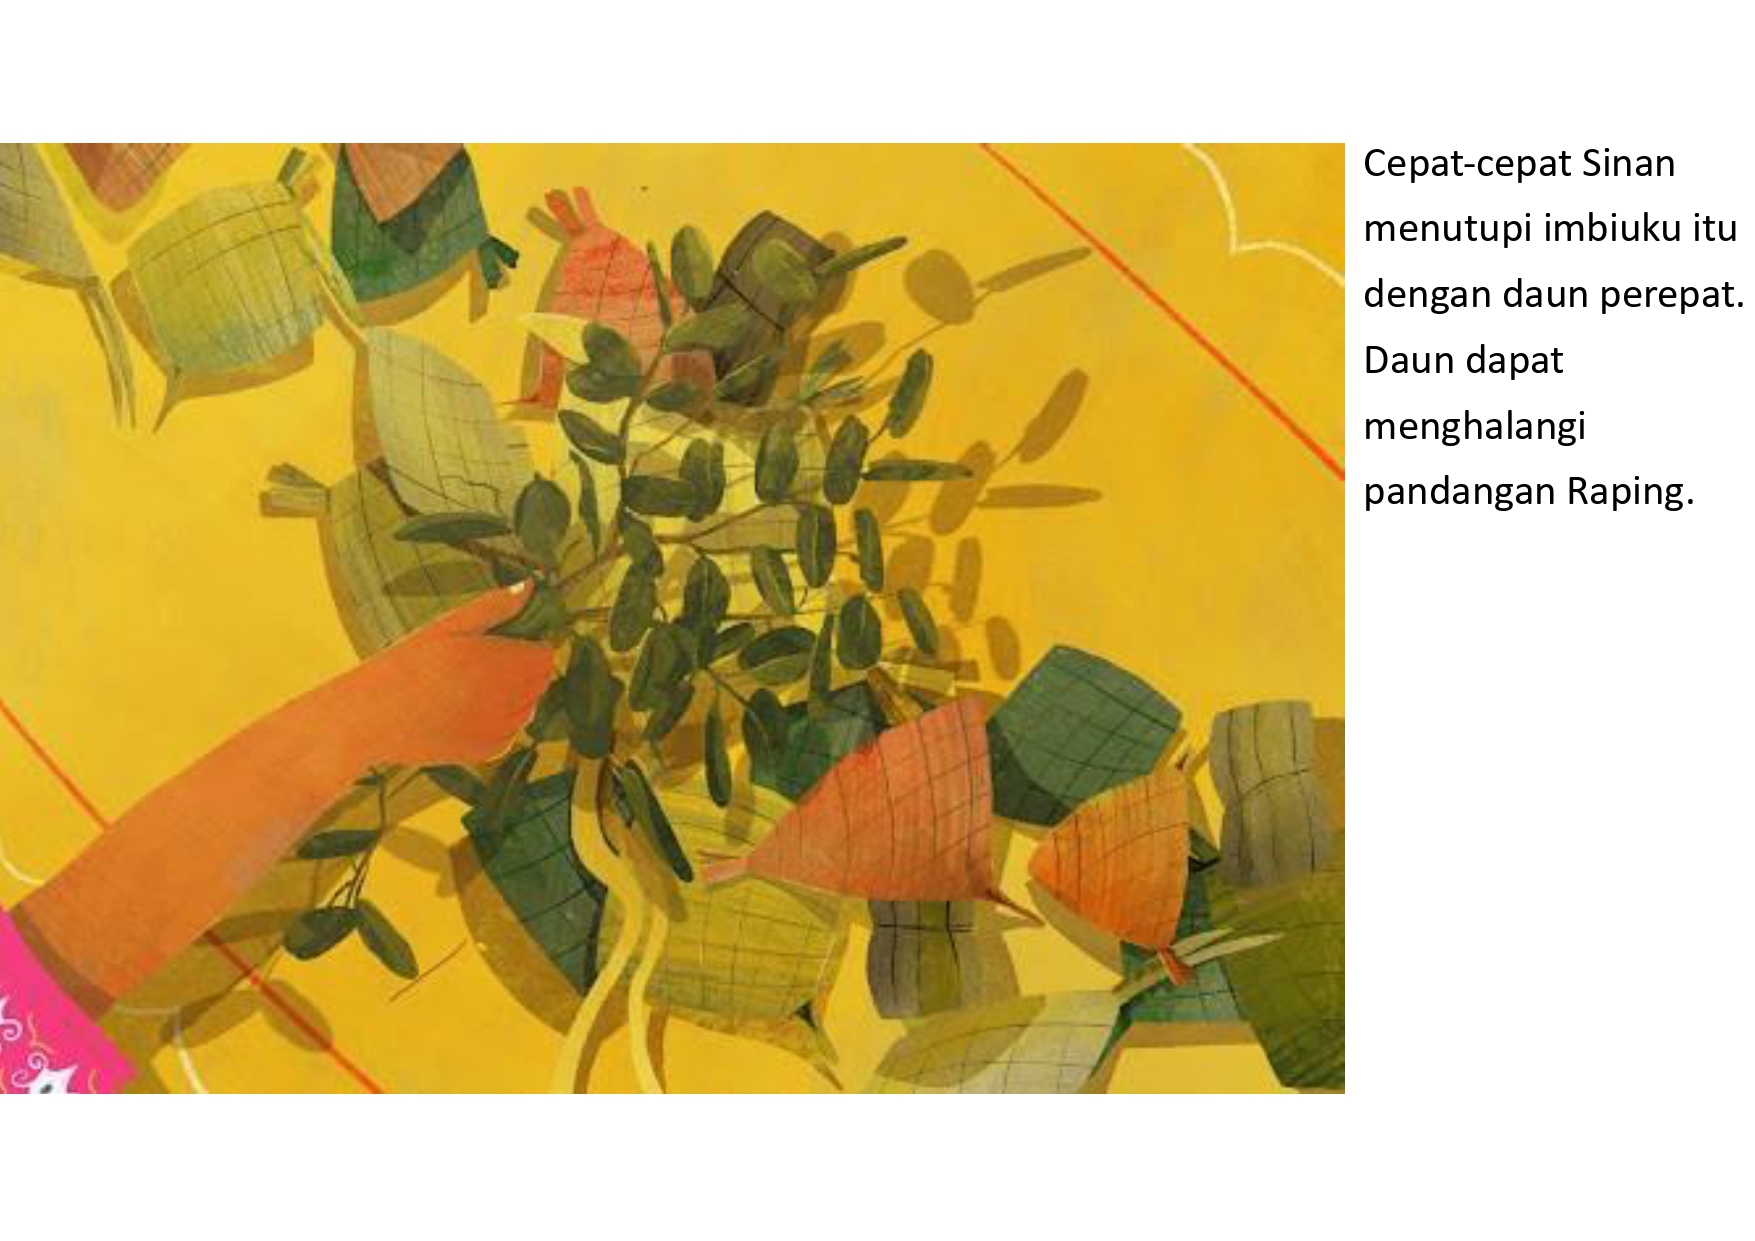 Cepat-cepat Sinan
menutupi imbiuku itu
dengan daun perepat.
Daun dapat
menghalangi
pandangan Raping.